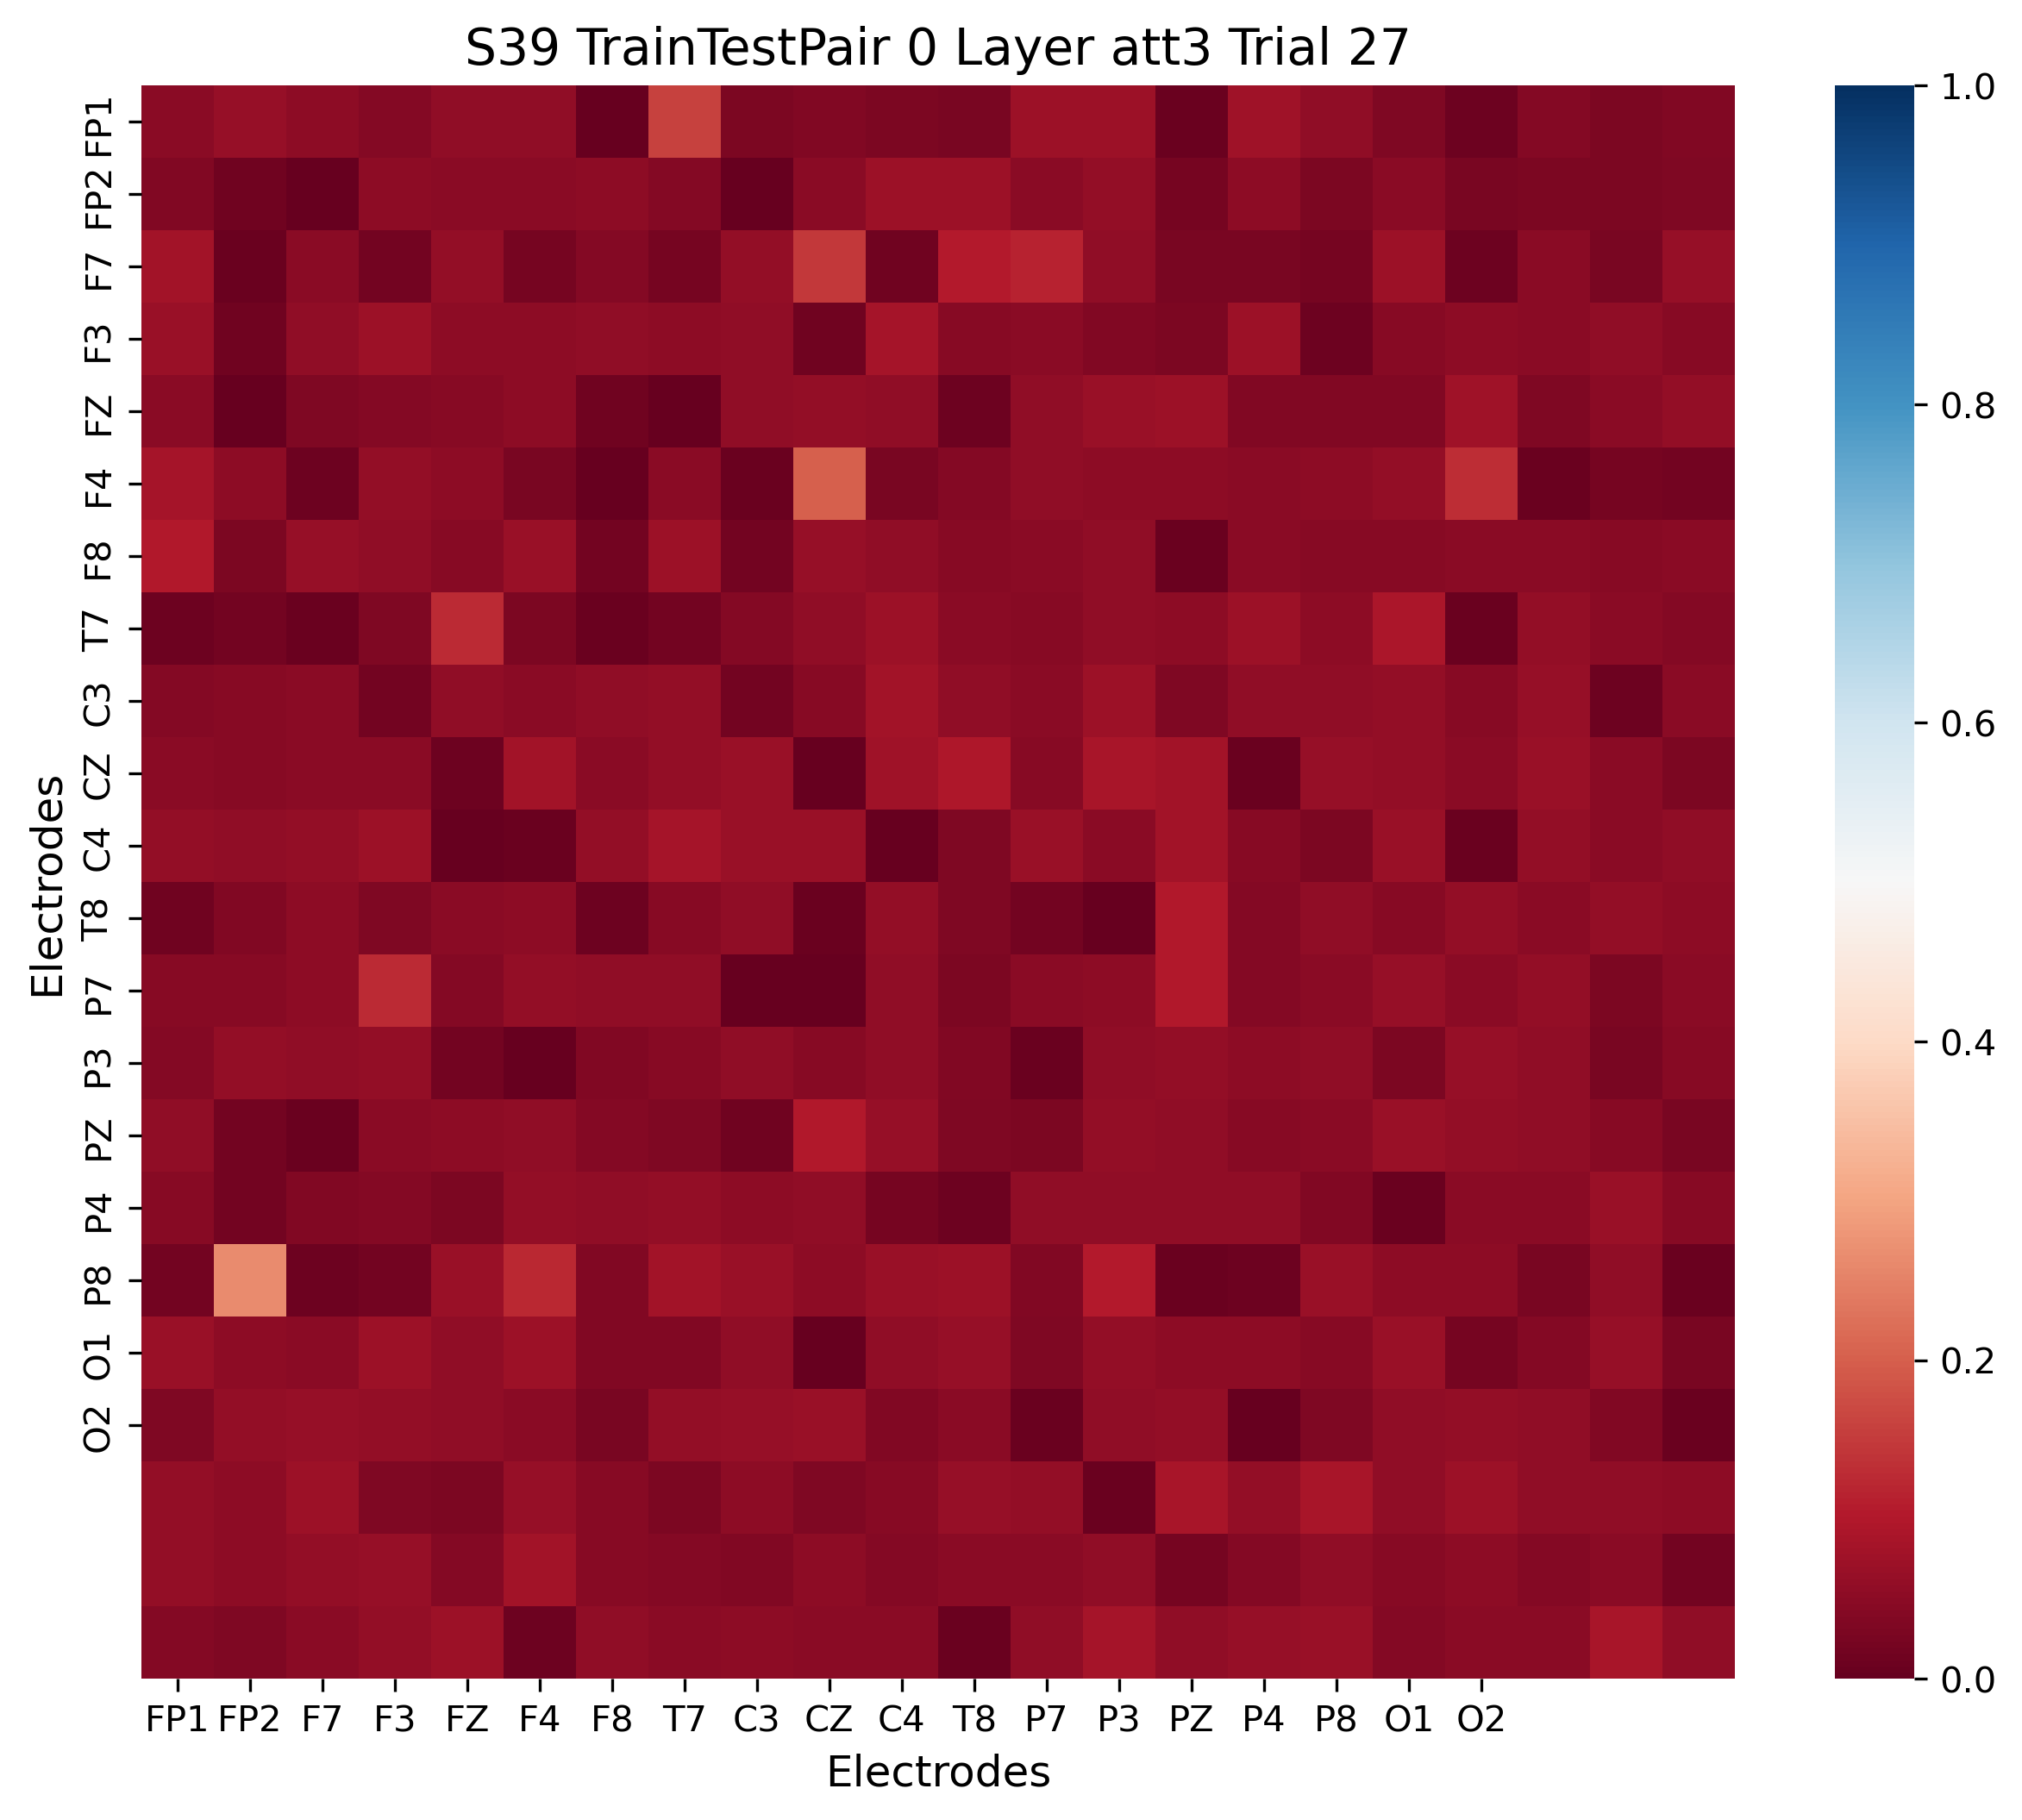 S39 TrainTestPair 0 Layer att3 Trial 27
Electrodes
FP1
FP2
F7
F3
FZ
F4
F8
T7
C3
CZ
C4
T8
P7
P3
PZ
P4
P8
O1
O2
FP1 FP2 F7 F3 FZ F4 F8 T7 C3 CZ C4 T8 P7 P3 PZ P4 P8 O1 O2
Electrodes
1.0
0.8
0.6
0.4
0.2
0.0